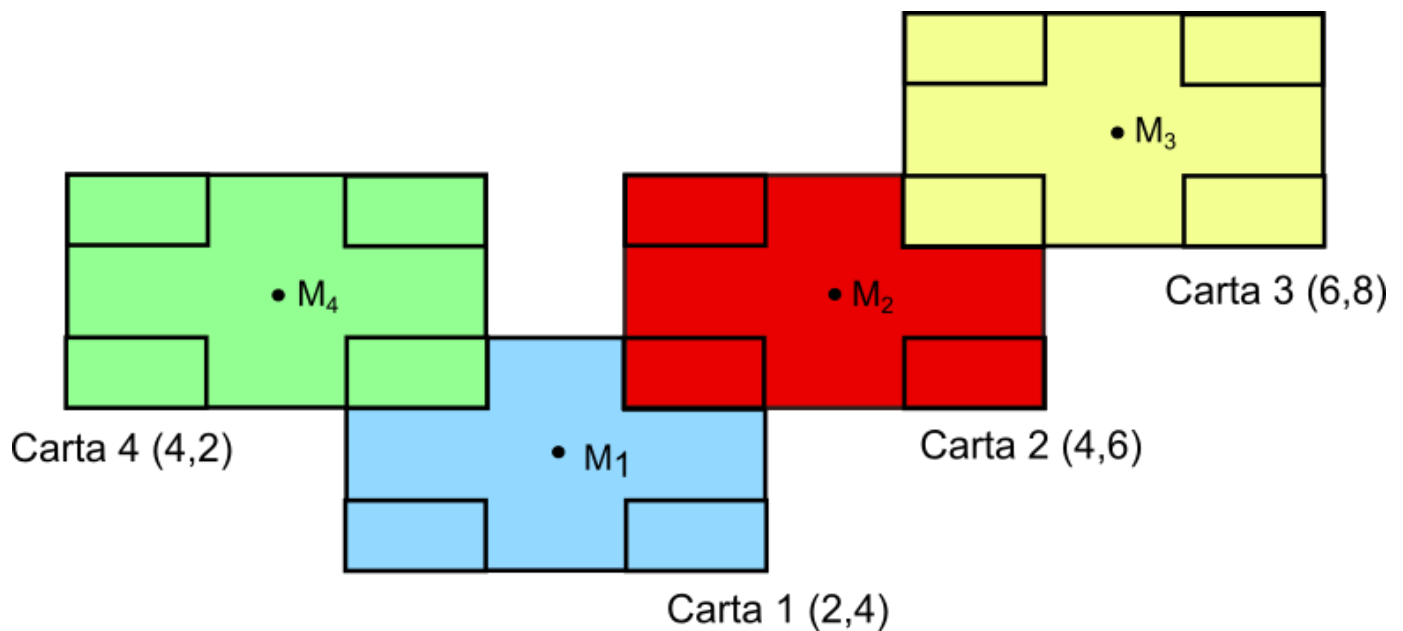 M₃
Carta 3 (6,8)
M₄
M₂
Carta 4 (4,2)
Carta 2 (4,6)
M1
Carta 1 (2,4)